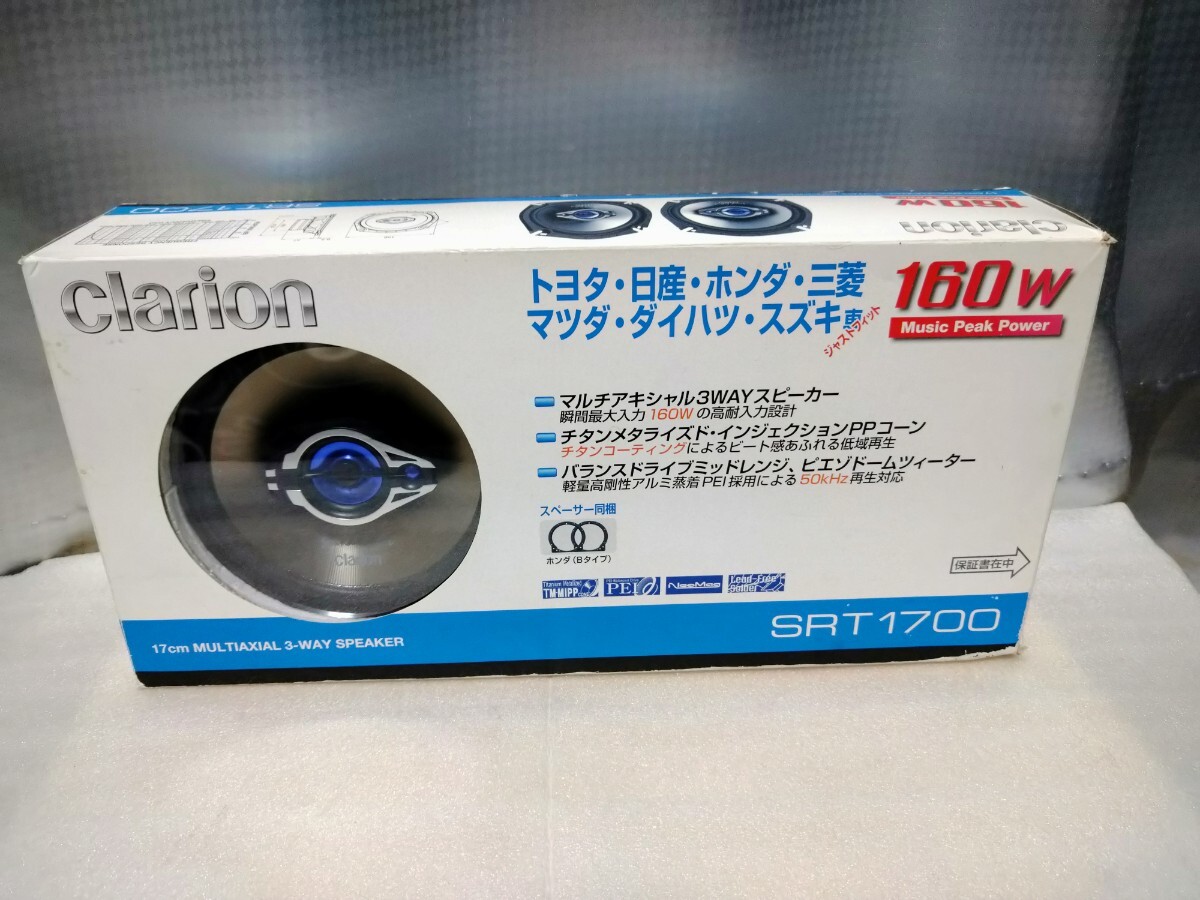 SRT1700
160W
clarion
clarion
トヨタ・日産・ホンダ・三菱
マツダ・ダイハツ・スズキ車
ジャストフィット
160W
Music Peak Power
マルチアキシャル3WAYスピーカー
瞬間最大入力160Wの高耐入力設計
チタンメタライズド・インジェクションPPコーン
チタンコーティングによるビート感あふれる低域再生
バランスドライブミッドレンジ、ピエゾドームツィーター
軽量高剛性アルミ蒸着PEI採用による50kHz再生対応
スペーサー同梱
ホンダ(Bタイプ)
保証書在中
Titanium Metalized
TM-MIPP
PEI
NeoMag
Lead-Free
Solder
clarion
17cm MULTIAXIAL 3-WAY SPEAKER
SRT1700